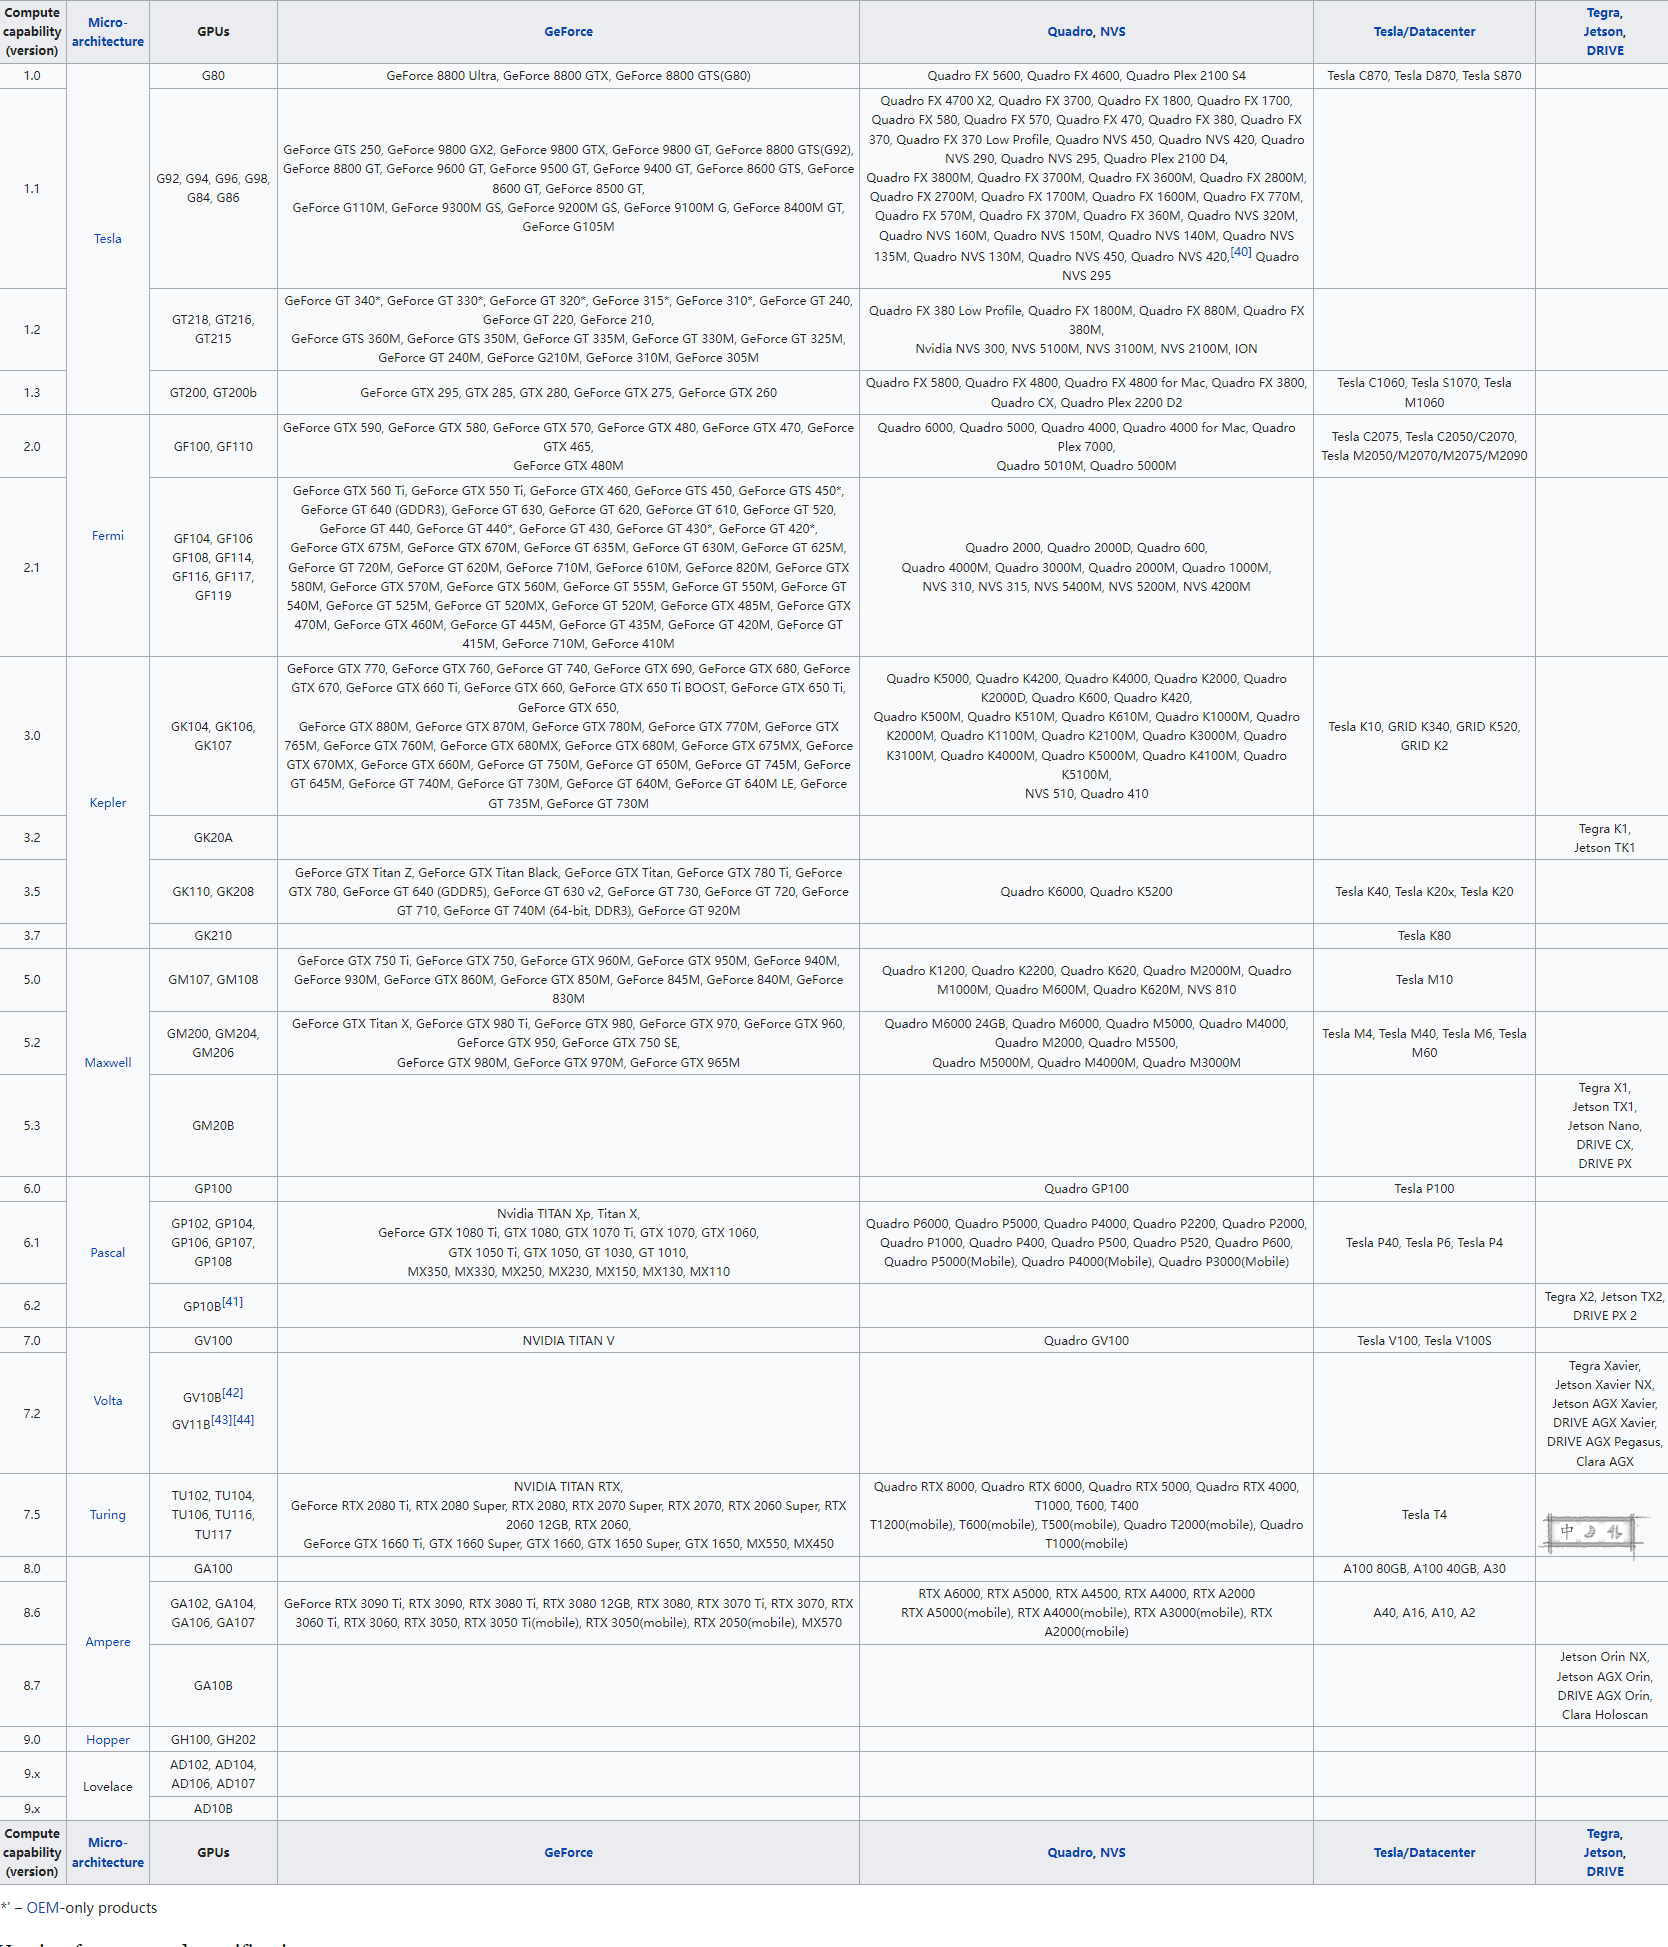 Compute
capability
(version)
Micro-
architecture
GPUs
GeForce
Quadro, NVS
Tesla/Datacenter
Tegra,
Jetson,
DRIVE
1.0
Tesla
G80
GeForce 8800 Ultra, GeForce 8800 GTX, GeForce 8800 GTS(G80)
Quadro FX 5600, Quadro FX 4600, Quadro Plex 2100 S4
Tesla C870, Tesla D870, Tesla S870
1.1
G92, G94, G96, G98,
G84, G86
GeForce GTS 250, GeForce 9800 GX2, GeForce 9800 GTX, GeForce 9800 GT, GeForce 8800 GTS(G92),
GeForce 8800 GT, GeForce 9600 GT, GeForce 9500 GT, GeForce 9400 GT, GeForce 8600 GTS, GeForce
8600 GT, GeForce 8500 GT,
GeForce G110M, GeForce 9300M GS, GeForce 9200M GS, GeForce 9100M G, GeForce 8400M GT,
GeForce G105M
Quadro FX 4700 X2, Quadro FX 3700, Quadro FX 1800, Quadro FX 1700,
Quadro FX 580, Quadro FX 570, Quadro FX 470, Quadro FX 380, Quadro FX
370, Quadro FX 370 Low Profile, Quadro NVS 450, Quadro NVS 420, Quadro
NVS 290, Quadro NVS 295, Quadro Plex 2100 D4,
Quadro FX 3800M, Quadro FX 3700M, Quadro FX 3600M, Quadro FX 2800M,
Quadro FX 2700M, Quadro FX 1700M, Quadro FX 1600M, Quadro FX 770M,
Quadro FX 570M, Quadro FX 370M, Quadro FX 360M, Quadro NVS 320M,
Quadro NVS 160M, Quadro NVS 150M, Quadro NVS 140M, Quadro NVS
135M, Quadro NVS 130M, Quadro NVS 450, Quadro NVS 420,[40] Quadro
NVS 295
1.2
GT218, GT216,
GT215
GeForce GT 340*, GeForce GT 330*, GeForce GT 320*, GeForce 315*, GeForce 310*, GeForce GT 240,
GeForce GT 220, GeForce 210,
GeForce GTS 360M, GeForce GTS 350M, GeForce GT 335M, GeForce GT 330M, GeForce GT 325M,
GeForce GT 240M, GeForce G210M, GeForce 310M, GeForce 305M
Quadro FX 380 Low Profile, Quadro FX 1800M, Quadro FX 880M, Quadro FX
380M,
Nvidia NVS 300, NVS 5100M, NVS 3100M, NVS 2100M, ION
1.3
GT200, GT200b
GeForce GTX 295, GTX 285, GTX 280, GeForce GTX 275, GeForce GTX 260
Quadro FX 5800, Quadro FX 4800, Quadro FX 4800 for Mac, Quadro FX 3800,
Quadro CX, Quadro Plex 2200 D2
Tesla C1060, Tesla S1070, Tesla
M1060
2.0
Fermi
GF100, GF110
GeForce GTX 590, GeForce GTX 580, GeForce GTX 570, GeForce GTX 480, GeForce GTX 470, GeForce
GTX 465,
GeForce GTX 480M
Quadro 6000, Quadro 5000, Quadro 4000, Quadro 4000 for Mac, Quadro
Plex 7000,
Quadro 5010M, Quadro 5000M
Tesla C2075, Tesla C2050/C2070,
Tesla M2050/M2070/M2075/M2090
2.1
GF104, GF106
GF108, GF114,
GF116, GF117,
GF119
GeForce GTX 560 Ti, GeForce GTX 550 Ti, GeForce GTX 460, GeForce GTS 450, GeForce GTS 450*,
GeForce GT 640 (GDDR3), GeForce GT 630, GeForce GT 620, GeForce GT 610, GeForce GT 520,
GeForce GT 440, GeForce GT 440*, GeForce GT 430, GeForce GT 430*, GeForce GT 420*,
GeForce GTX 675M, GeForce GTX 670M, GeForce GT 635M, GeForce GT 630M, GeForce GT 625M,
GeForce GT 720M, GeForce GT 620M, GeForce 710M, GeForce 610M, GeForce 820M, GeForce GTX
580M, GeForce GTX 570M, GeForce GTX 560M, GeForce GT 555M, GeForce GT 550M, GeForce GT
540M, GeForce GT 525M, GeForce GT 520MX, GeForce GT 520M, GeForce GTX 485M, GeForce GTX
470M, GeForce GTX 460M, GeForce GT 445M, GeForce GT 435M, GeForce GT 420M, GeForce GT
415M, GeForce 710M, GeForce 410M
Quadro 2000, Quadro 2000D, Quadro 600,
Quadro 4000M, Quadro 3000M, Quadro 2000M, Quadro 1000M,
NVS 310, NVS 315, NVS 5400M, NVS 5200M, NVS 4200M
3.0
Kepler
GK104, GK106,
GK107
GeForce GTX 770, GeForce GTX 760, GeForce GT 740, GeForce GTX 690, GeForce GTX 680, GeForce
GTX 670, GeForce GTX 660 Ti, GeForce GTX 660, GeForce GTX 650 Ti BOOST, GeForce GTX 650 Ti,
GeForce GTX 650,
GeForce GTX 880M, GeForce GTX 870M, GeForce GTX 780M, GeForce GTX 770M, GeForce GTX
765M, GeForce GTX 760M, GeForce GTX 680MX, GeForce GTX 680M, GeForce GTX 675MX, GeForce
GTX 670MX, GeForce GTX 660M, GeForce GT 750M, GeForce GT 650M, GeForce GT 745M, GeForce
GT 645M, GeForce GT 740M, GeForce GT 730M, GeForce GT 640M, GeForce GT 640M LE, GeForce
GT 735M, GeForce GT 730M
Quadro K5000, Quadro K4200, Quadro K4000, Quadro K2000, Quadro
K2000D, Quadro K600, Quadro K420,
Quadro K500M, Quadro K510M, Quadro K610M, Quadro K1000M, Quadro
K2000M, Quadro K1100M, Quadro K2100M, Quadro K3000M, Quadro
K3100M, Quadro K4000M, Quadro K5000M, Quadro K4100M, Quadro
K5100M,
NVS 510, Quadro 410
Tesla K10, GRID K340, GRID K520,
GRID K2
3.2
GK20A
Tegra K1,
Jetson TK1
3.5
GK110, GK208
GeForce GTX Titan Z, GeForce GTX Titan Black, GeForce GTX Titan, GeForce GTX 780 Ti, GeForce
GTX 780, GeForce GT 640 (GDDR5), GeForce GT 630 v2, GeForce GT 730, GeForce GT 720, GeForce
GT 710, GeForce GT 740M (64-bit, DDR3), GeForce GT 920M
Quadro K6000, Quadro K5200
Tesla K40, Tesla K20x, Tesla K20
3.7
GK210
Tesla K80
5.0
Maxwell
GM107, GM108
GeForce GTX 750 Ti, GeForce GTX 750, GeForce GTX 960M, GeForce GTX 950M, GeForce 940M,
GeForce 930M, GeForce GTX 860M, GeForce GTX 850M, GeForce 845M, GeForce 840M, GeForce
830M
Quadro K1200, Quadro K2200, Quadro K620, Quadro M2000M, Quadro
M1000M, Quadro M600M, Quadro K620M, NVS 810
Tesla M10
5.2
GM200, GM204,
GM206
GeForce GTX Titan X, GeForce GTX 980 Ti, GeForce GTX 980, GeForce GTX 970, GeForce GTX 960,
GeForce GTX 950, GeForce GTX 750 SE,
GeForce GTX 980M, GeForce GTX 970M, GeForce GTX 965M
Quadro M6000 24GB, Quadro M6000, Quadro M5000, Quadro M4000,
Quadro M2000, Quadro M5500,
Quadro M5000M, Quadro M4000M, Quadro M3000M
Tesla M4, Tesla M40, Tesla M6, Tesla
M60
5.3
GM20B
Tegra X1,
Jetson TX1,
Jetson Nano,
DRIVE CX,
DRIVE PX
6.0
Pascal
GP100
Quadro GP100
Tesla P100
6.1
GP102, GP104,
GP106, GP107,
GP108
Nvidia TITAN Xp, Titan X,
GeForce GTX 1080 Ti, GTX 1080, GTX 1070 Ti, GTX 1070, GTX 1060,
GTX 1050 Ti, GTX 1050, GT 1030, GT 1010,
MX350, MX330, MX250, MX230, MX150, MX130, MX110
Quadro P6000, Quadro P5000, Quadro P4000, Quadro P2200, Quadro P2000,
Quadro P1000, Quadro P400, Quadro P500, Quadro P520, Quadro P600,
Quadro P5000(Mobile), Quadro P4000(Mobile), Quadro P3000(Mobile)
Tesla P40, Tesla P6, Tesla P4
6.2
GP10B[41]
Tegra X2, Jetson TX2,
DRIVE PX 2
7.0
Volta
GV100
NVIDIA TITAN V
Quadro GV100
Tesla V100, Tesla V100S
7.2
GV10B[42]
GV11B[43][44]
Tegra Xavier,
Jetson Xavier NX,
Jetson AGX Xavier,
DRIVE AGX Xavier,
DRIVE AGX Pegasus,
Clara AGX
7.5
Turing
TU102, TU104,
TU106, TU116,
TU117
NVIDIA TITAN RTX,
GeForce RTX 2080 Ti, RTX 2080 Super, RTX 2080, RTX 2070 Super, RTX 2070, RTX 2060 Super, RTX
2060 12GB, RTX 2060,
GeForce GTX 1660 Ti, GTX 1660 Super, GTX 1660, GTX 1650 Super, GTX 1650, MX550, MX450
Quadro RTX 8000, Quadro RTX 6000, Quadro RTX 5000, Quadro RTX 4000,
T1000, T600, T400
T1200(mobile), T600(mobile), T500(mobile), Quadro T2000(mobile), Quadro
T1000(mobile)
Tesla T4
中
8.0
Ampere
GA100
A100 80GB, A100 40GB, A30
8.6
GA102, GA104,
GA106, GA107
GeForce RTX 3090 Ti, RTX 3090, RTX 3080 Ti, RTX 3080 12GB, RTX 3080, RTX 3070 Ti, RTX 3070, RTX
3060 Ti, RTX 3060, RTX 3050, RTX 3050 Ti(mobile), RTX 3050(mobile), RTX 2050(mobile), MX570
RTX A6000, RTX A5000, RTX A4500, RTX A4000, RTX A2000
RTX A5000(mobile), RTX A4000(mobile), RTX A3000(mobile), RTX
A2000(mobile)
A40, A16, A10, A2
8.7
GA10B
Jetson Orin NX,
Jetson AGX Orin,
DRIVE AGX Orin,
Clara Holoscan
9.0
Hopper
GH100, GH202
9.x
Lovelace
AD102, AD104,
AD106, AD107
9.x
AD10B
Compute
capability
(version)
Micro-
architecture
GPUs
GeForce
Quadro, NVS
Tesla/Datacenter
Tegra,
Jetson,
DRIVE
*' – OEM-only products